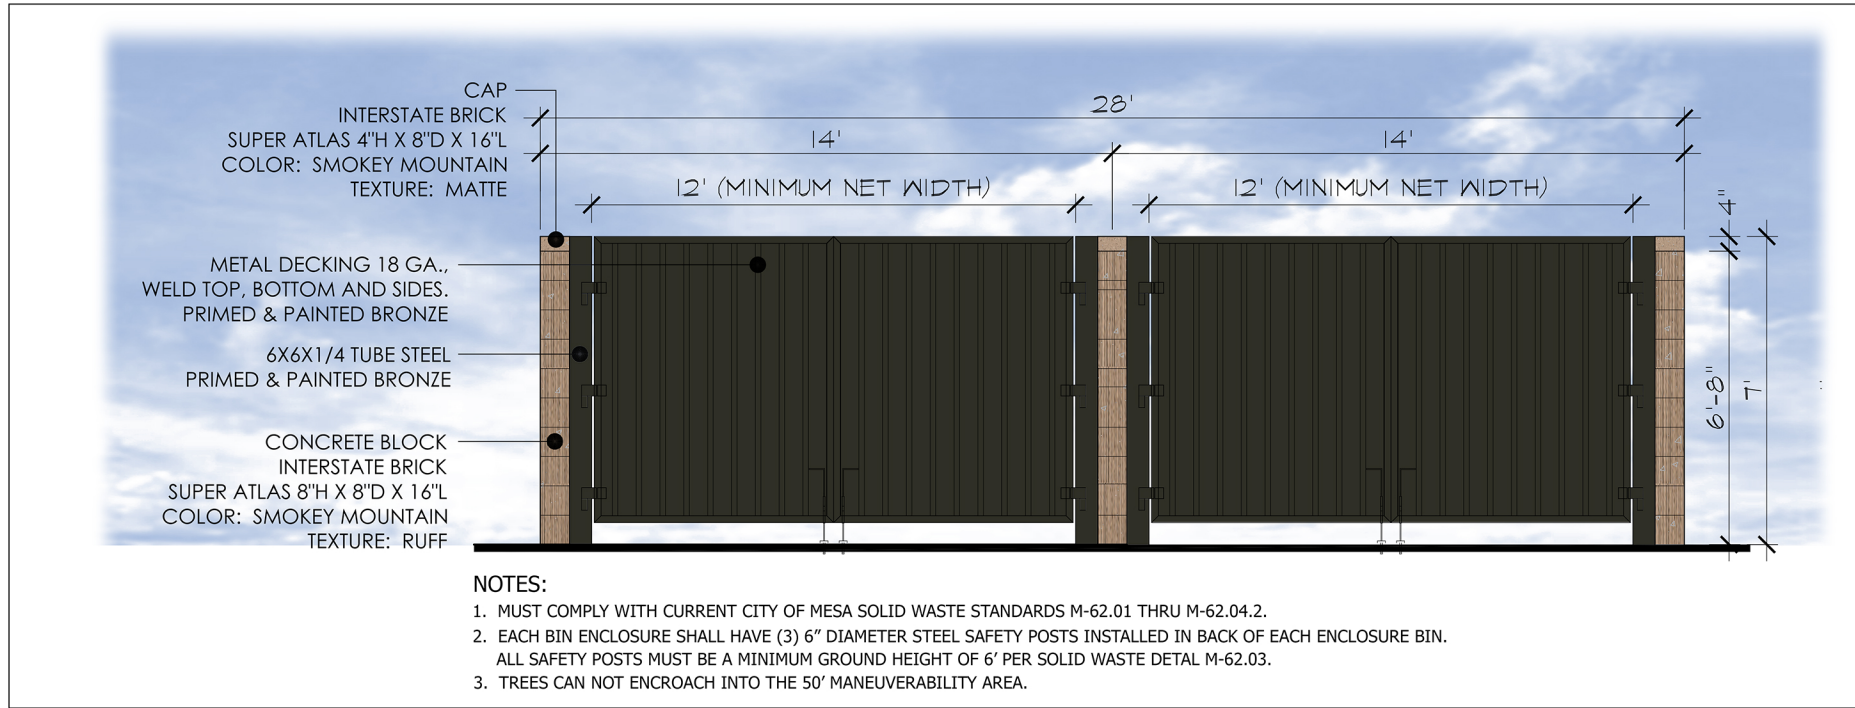 CAP
INTERSTATE BRICK
SUPER ATLAS 4"H X 8"D X 16"L
COLOR: SMOKEY MOUNTAIN
TEXTURE: MATTE
28'
14'
14'
12' (MINIMUM NET WIDTH)
12' (MINIMUM NET WIDTH)
4"
METAL DECKING 18 GA.,
WELD TOP, BOTTOM AND SIDES.
PRIMED & PAINTED BRONZE
6X6X1/4 TUBE STEEL
PRIMED & PAINTED BRONZE
6'-8"
7'
CONCRETE BLOCK
INTERSTATE BRICK
SUPER ATLAS 8"H X 8"D X 16"L
COLOR: SMOKEY MOUNTAIN
TEXTURE: RUFF
NOTES:
1. MUST COMPLY WITH CURRENT CITY OF MESA SOLID WASTE STANDARDS M-62.01 THRU M-62.04.2.
2. EACH BIN ENCLOSURE SHALL HAVE (3) 6” DIAMETER STEEL SAFETY POSTS INSTALLED IN BACK OF EACH ENCLOSURE BIN.
ALL SAFETY POSTS MUST BE A MINIMUM GROUND HEIGHT OF 6’ PER SOLID WASTE DETAL M-62.03.
3. TREES CAN NOT ENCROACH INTO THE 50’ MANEUVERABILITY AREA.